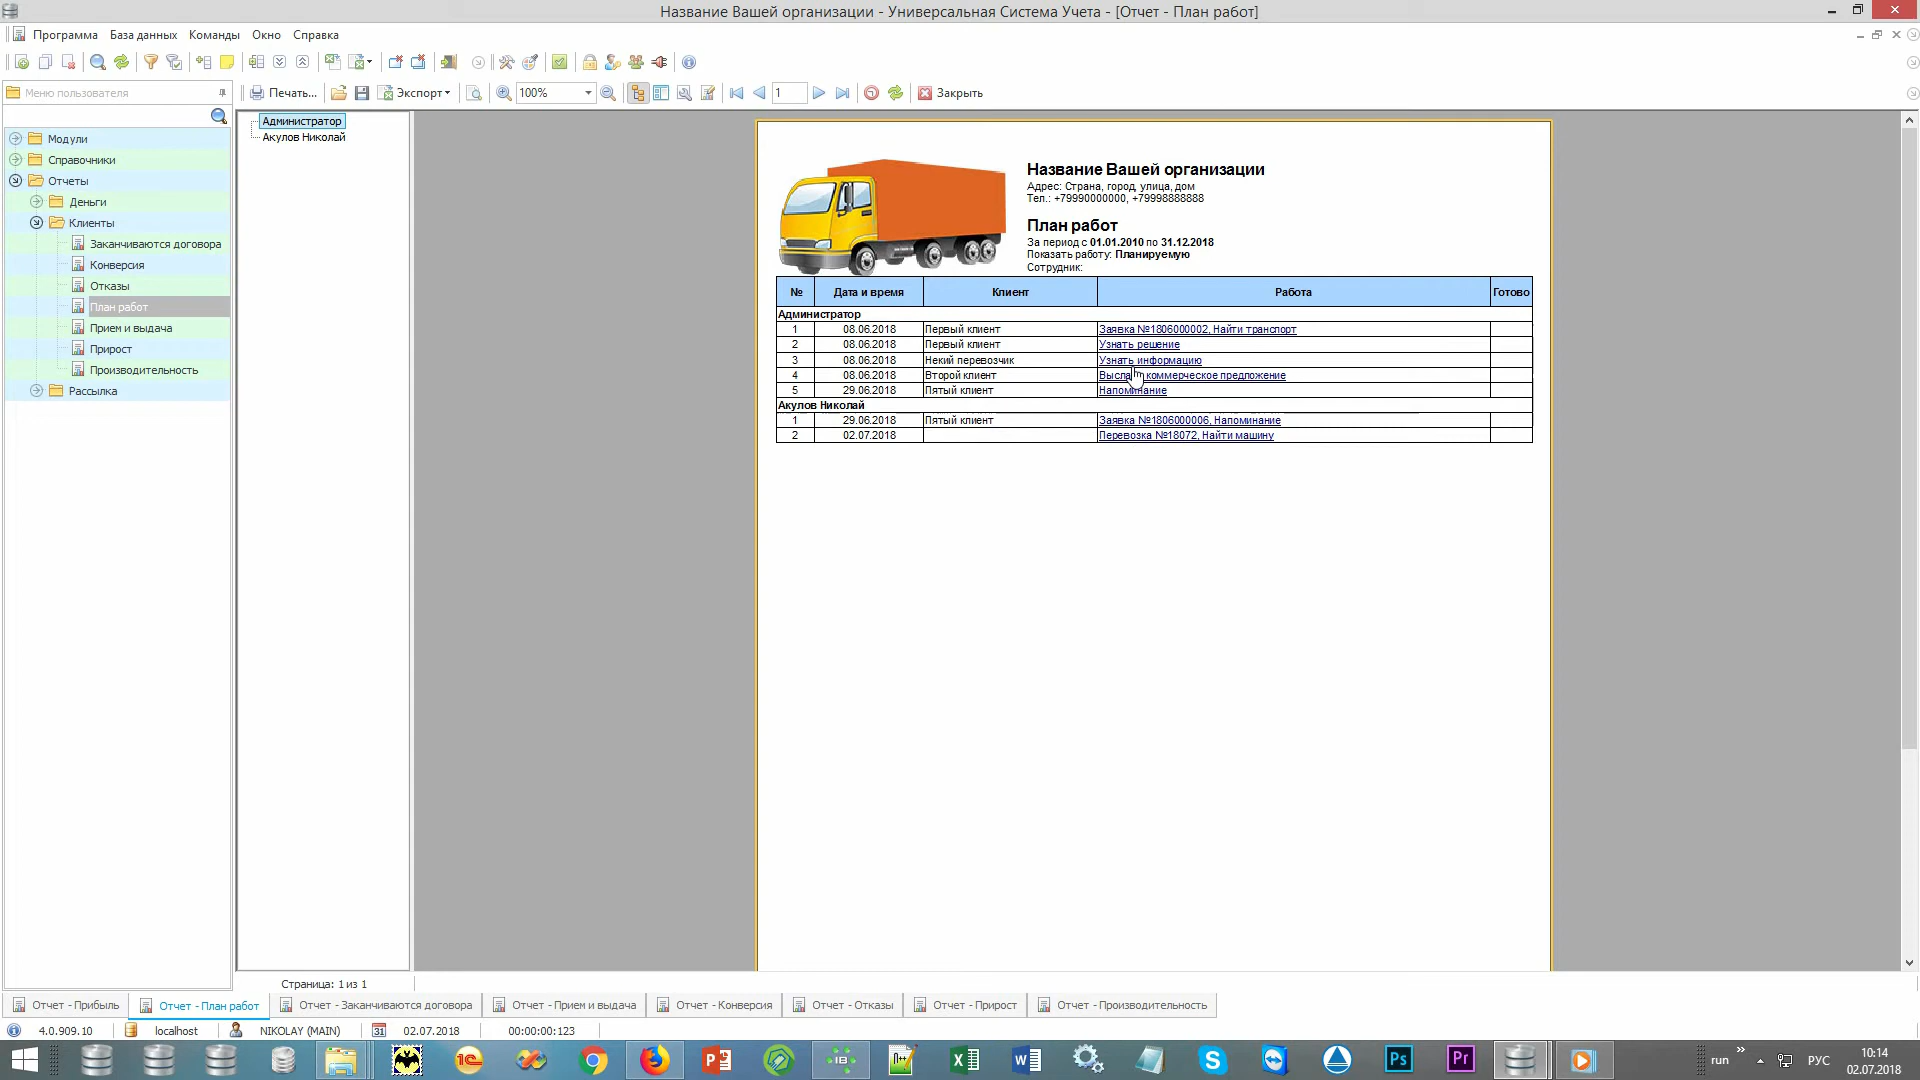 Название Вашей организации - Универсальная Система Учета - [Отчет - План работ]
Программа База данных Команды Окно Справка
Меню пользователя
Печать... Экспорт 100% 1 Закрыть
Модули
Справочники
Отчеты
Деньги
Клиенты
Заканчиваются договора
Конверсия
Отказы
План работ
Прием и выдача
Прирост
Производительность
Рассылка
Администратор
Акулов Николай
Название Вашей организации
Адрес: Страна, город, улица, дом
Тел.: +79990000000, +79998888888
План работ
За период с 01.01.2010 по 31.12.2018
Показать работу: Планируемую
Сотрудник:
№ Дата и время Клиент Работа Готово
Администратор
1 08.06.2018 Первый клиент Заявка №1806000002, Найти транспорт
2 08.06.2018 Первый клиент Узнать решение
3 08.06.2018 Некий перевозчик Узнать информацию
4 08.06.2018 Второй клиент коммерческое предложение
5 29.06.2018 Пятый клиент Напоминание
Акулов Николай
1 29.06.2018 Пятый клиент Заявка №1806000006, Напоминание
2 02.07.2018 Перевозка №18072, Найти машину
Страница: 1 из 1
Отчет - Прибыль Отчет - План работ Отчет - Заканчиваются договора Отчет - Прием и выдача Отчет - Конверсия Отчет - Отказы Отчет - Прирост Отчет - Производительность
4.0.909.10 localhost NIKOLAY (MAIN) 31 02.07.2018 00:00:00:123
run РУС 10:14
02.07.2018